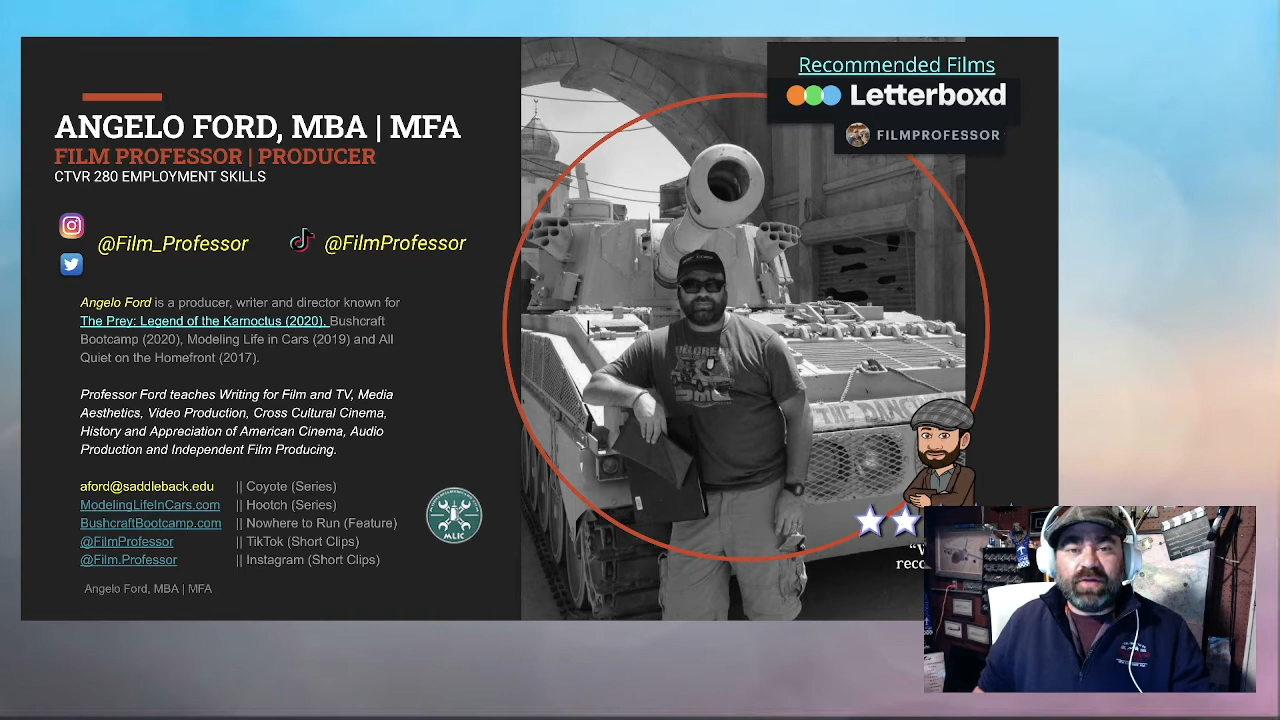 ANGELO FORD, MBA | MFA
FILM PROFESSOR | PRODUCER
CTVR 280 EMPLOYMENT SKILLS
@Film_Professor
@FilmProfessor
Angelo Ford is a producer, writer and director known for
The Prey: Legend of the Karnoctus (2020), Bushcraft
Bootcamp (2020), Modeling Life in Cars (2019) and All
Quiet on the Homefront (2017).
Professor Ford teaches Writing for Film and TV, Media
Aesthetics, Video Production, Cross Cultural Cinema,
History and Appreciation of American Cinema, Audio
Production and Independent Film Producing.
aford@saddleback.edu || Coyote (Series)
ModelingLifeInCars.com || Hootch (Series)
BushcraftBootcamp.com || Nowhere to Run (Feature)
@FilmProfessor || TikTok (Short Clips)
@Film.Professor || Instagram (Short Clips)
MLIC
Angelo Ford, MBA | MFA
Recommended Films
Letterboxd
FILMPROFESSOR
DELOREAN
DMC
THE